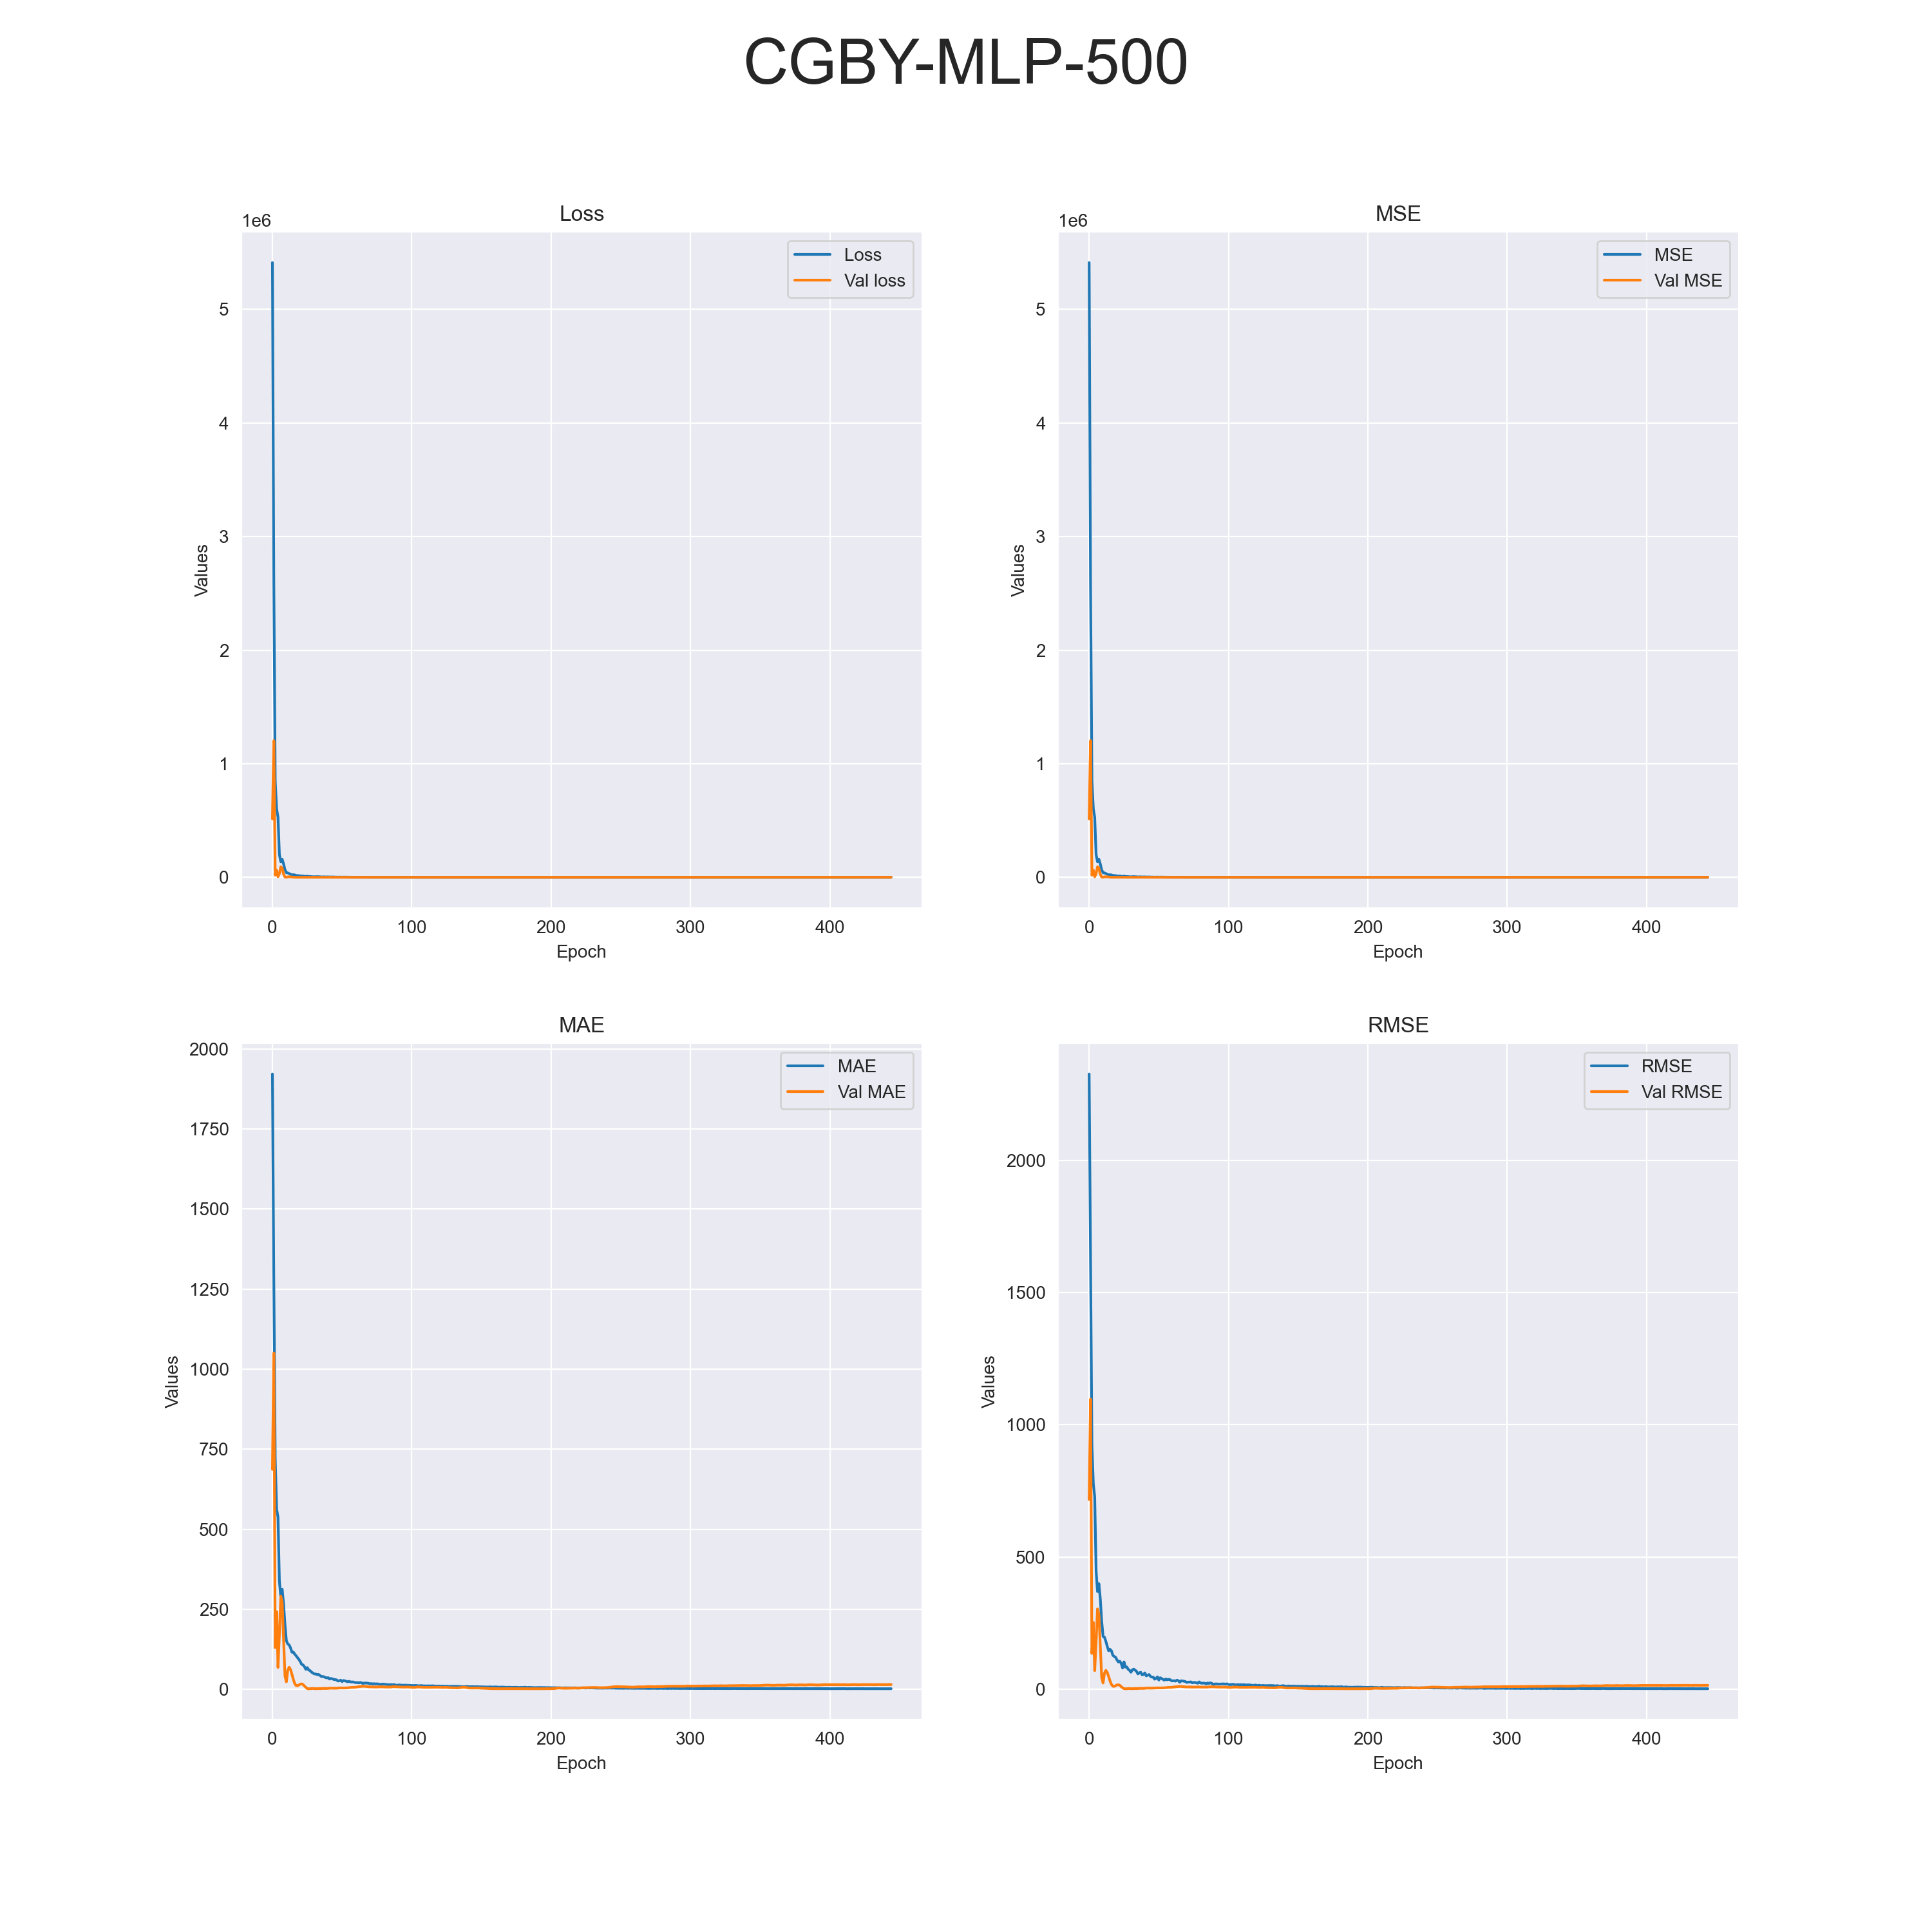 CGBY-MLP-500
Loss
1e6
Loss
Val loss
5
4
3
2
1
0
Values
0 100 200 300 400
Epoch
MSE
1e6
MSE
Val MSE
5
4
3
2
1
0
Values
0 100 200 300 400
Epoch
MAE
MAE
Val MAE
2000
1750
1500
1250
1000
750
500
250
0
Values
0 100 200 300 400
Epoch
RMSE
RMSE
Val RMSE
2000
1500
1000
500
0
Values
0 100 200 300 400
Epoch